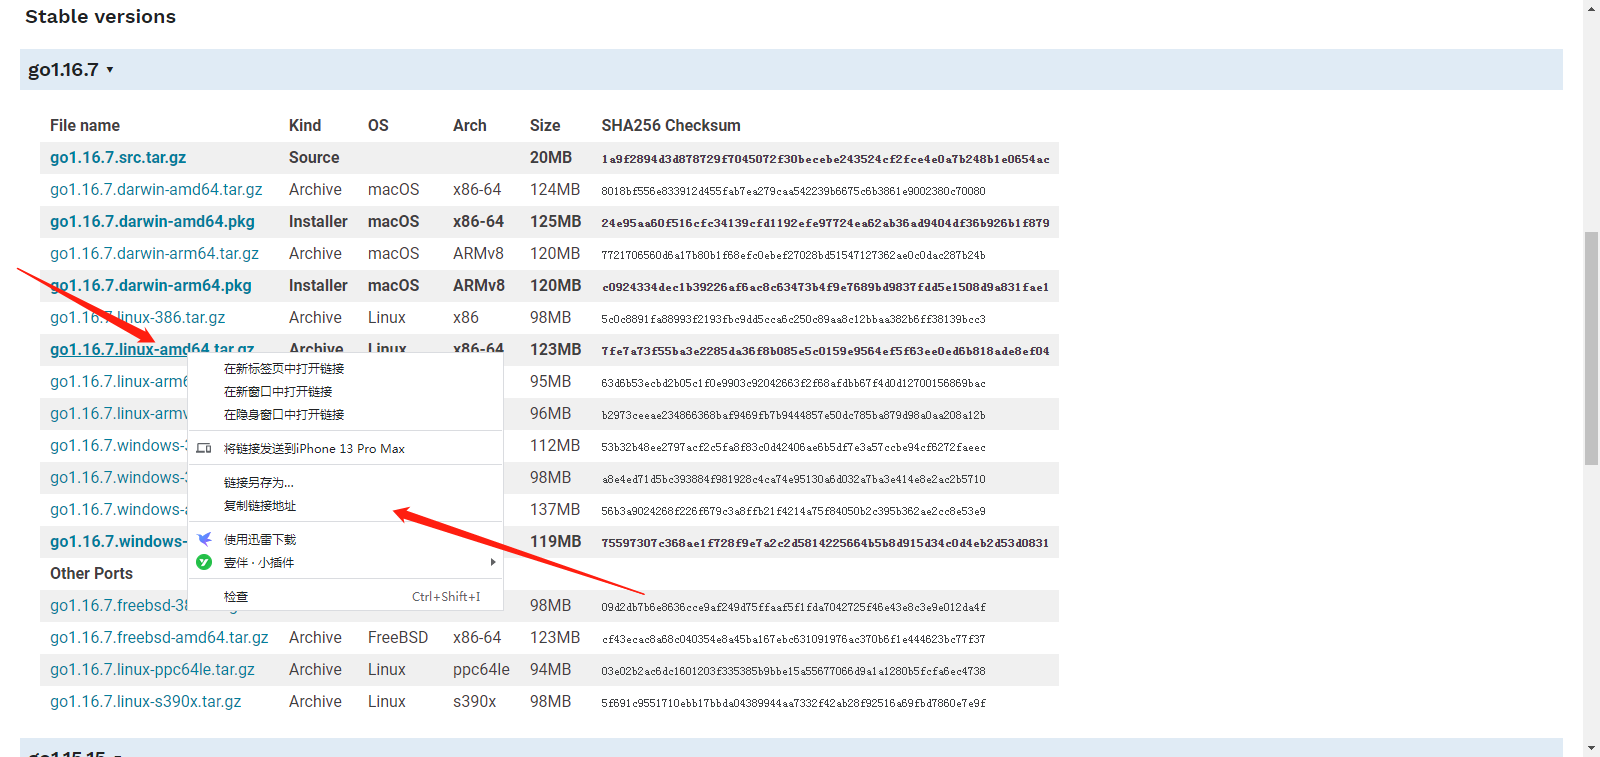 Stable versions
go1.16.7 ▾
File name Kind OS Arch Size SHA256 Checksum
go1.16.7.src.tar.gz Source 20MB 1a9f2894d3d878729f7045072f30becebe243524cf2fce4e0a7b248b1e0654ac
go1.16.7.darwin-amd64.tar.gz Archive macOS x86-64 124MB 8018bf556e833912d455fab7ea279caa542239b6675c6b3861e9002380c70080
go1.16.7.darwin-amd64.pkg Installer macOS x86-64 125MB 24e95aa60f516cfc34139cfd1192efe97724ea62ab36ad9404df36b926b1f879
go1.16.7.darwin-arm64.tar.gz Archive macOS ARMv8 120MB 7721706560d6a17b80b1f68efc0ebef27028bd51547127362ae0c0dac287b24b
go1.16.7.darwin-arm64.pkg Installer macOS ARMv8 120MB c0924334dec1b39226af6ac8c63473b4f9e7689bd9837fdd5e1508d9a831fae1
go1.16.7.linux-386.tar.gz Archive Linux x86 98MB 5c0c8891fa88993f2193fbc9dd5cca6c250c89aa8c12bbaa382b6ff38139bcc3
go1.16.7.linux-amd64.tar.gz Archive Linux x86-64 123MB 7fe7a73f55ba3e2285da36f8b085e5c0159e9564ef5f63ee0ed6b818ade8ef04
go1.16.7.linux-arm6 95MB 63d6b53ecbd2b05c1f0e9903c92042663f2f68afdbb67f4d0d12700156869bac
go1.16.7.linux-armv 96MB b2973ceeae234866368baf9469fb7b9444857e50dc785ba879d98a0aa208a12b
go1.16.7.windows-3 112MB 53b32b48ee2797acf2c5fa8f83c0d42406ae6b5df7e3a57ccbe94cf6272faeec
go1.16.7.windows-3 98MB a8e4ed71d5bc393884f981928c4ca74e95130a6d032a7ba3e414e8e2ac2b5710
go1.16.7.windows-a 137MB 56b3a9024268f226f679c3a8ffb21f4214a75f84050b2c395b362ae2cc8e53e9
go1.16.7.windows- 119MB 75597307c368ae1f728f9e7a2c2d5814225664b5b8d915d34c0d4eb2d53d0831
Other Ports
go1.16.7.freebsd-38 98MB 09d2db7b6e8636cce9af249d75ffaaf5f1fda7042725f46e43e8c3e9e012da4f
go1.16.7.freebsd-amd64.tar.gz Archive FreeBSD x86-64 123MB cf43ecac8a68c040354e8a45ba167ebc631091976ac370b6f1e444623bc77f37
go1.16.7.linux-ppc64le.tar.gz Archive Linux ppc64le 94MB 03e02b2ac6dc1601203f335385b9bbe15a55677066d9a1a1280b5fcfa6ec4738
go1.16.7.linux-s390x.tar.gz Archive Linux s390x 98MB 5f691c9551710ebb17bbda04389944aa7332f42ab28f92516a69fbd7860e7e9f
go1.15.15 ▾
在新标签页中打开链接
在新窗口中打开链接
在隐身窗口中打开链接
将链接发送到iPhone 13 Pro Max
链接另存为...
复制链接地址
使用迅雷下载
壹伴 · 小插件
检查 Ctrl+Shift+I